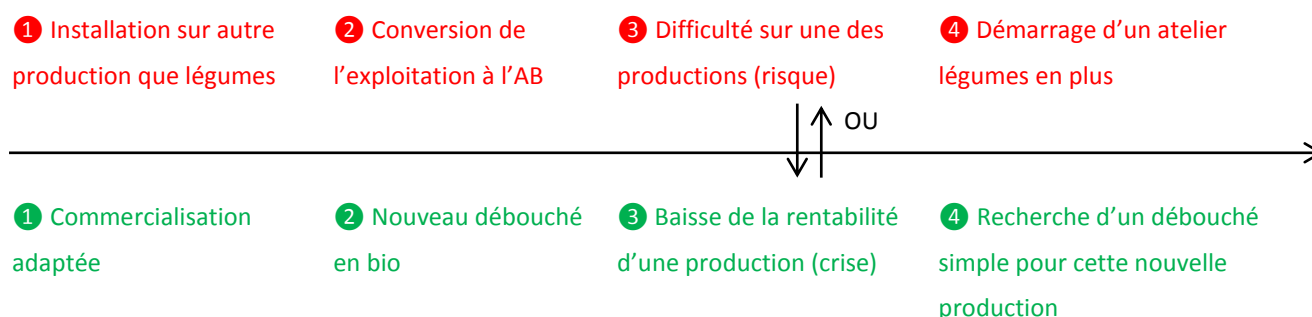 ❶ Installation sur autre
production que légumes
❷ Conversion de
l’exploitation à l’AB
❸ Difficulté sur une des
productions (risque)
❹ Démarrage d’un atelier
légumes en plus
OU
❶ Commercialisation
adaptée
❷ Nouveau débouché
en bio
❸ Baisse de la rentabilité
d’une production (crise)
❹ Recherche d’un débouché
simple pour cette nouvelle
production